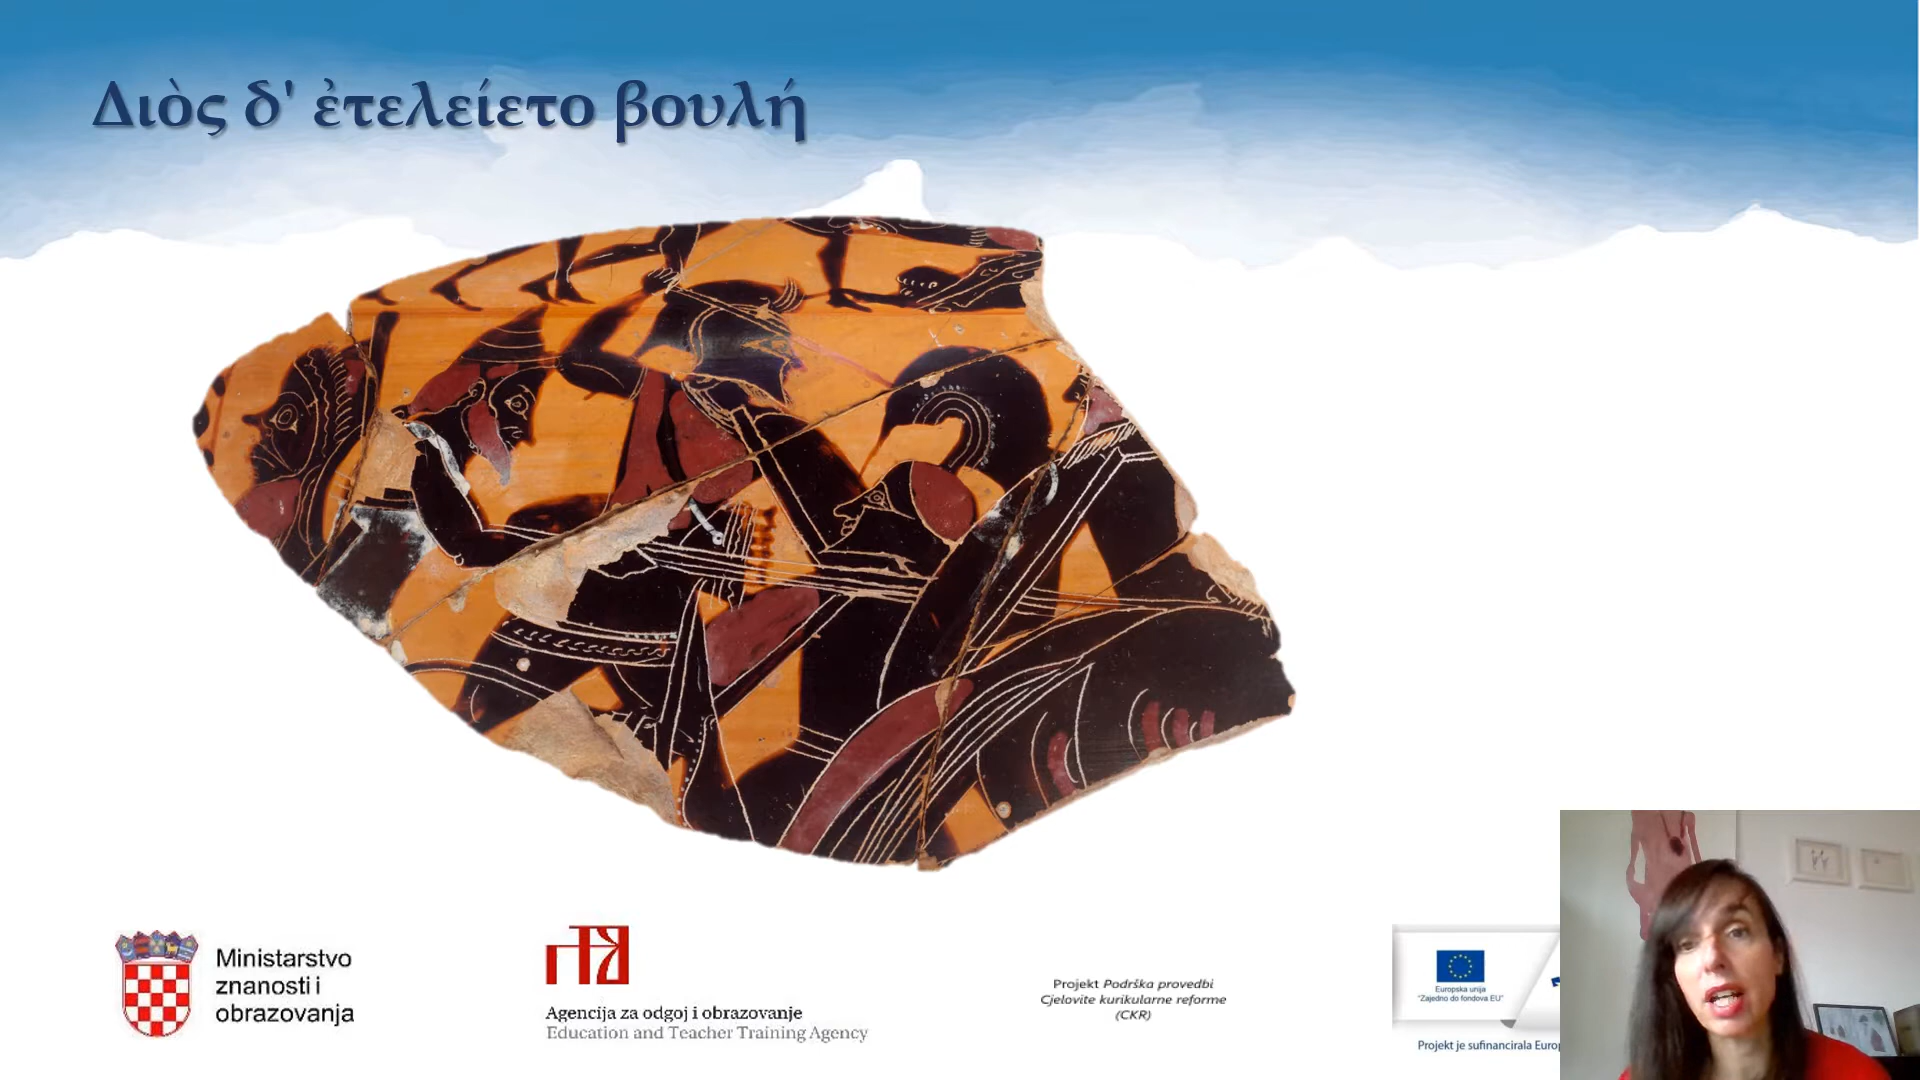 Διὸς δ' ἐτελείετο βουλή
Ministarstvo
znanosti i
obrazovanja
Agencija za odgoj i obrazovanje
Education and Teacher Training Agency
Projekt Podrška provedbi
Cjelovite kurikularne reforme
(CKR)
Europska unija
"Zajedno do fondova EU"
Projekt je sufinancirala